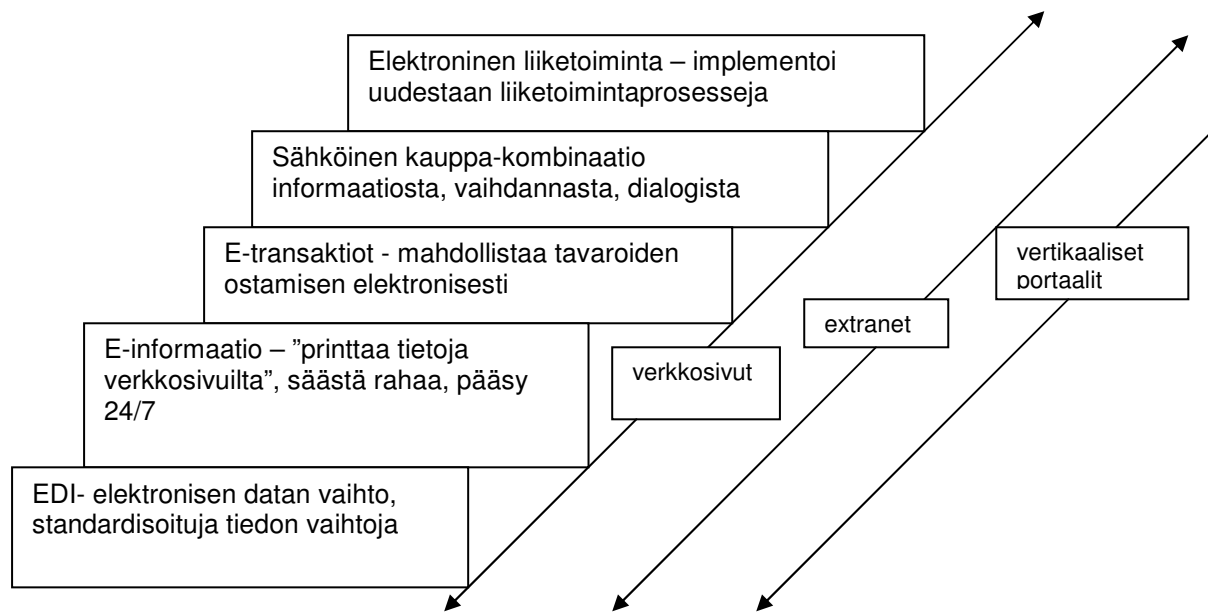 Elektroninen liiketoiminta – implementoi
uudestaan liiketoimintaprosesseja
Sähköinen kauppa-kombinaatio
informaatiosta, vaihdannasta, dialogista
E-transaktiot - mahdollistaa tavaroiden
ostamisen elektronisesti
vertikaaliset
portaalit
extranet
E-informaatio – ”printtaa tietoja
verkkosivuilta”, säästä rahaa, pääsy
24/7
verkkosivut
EDI- elektronisen datan vaihto,
standardisoituja tiedon vaihtoja